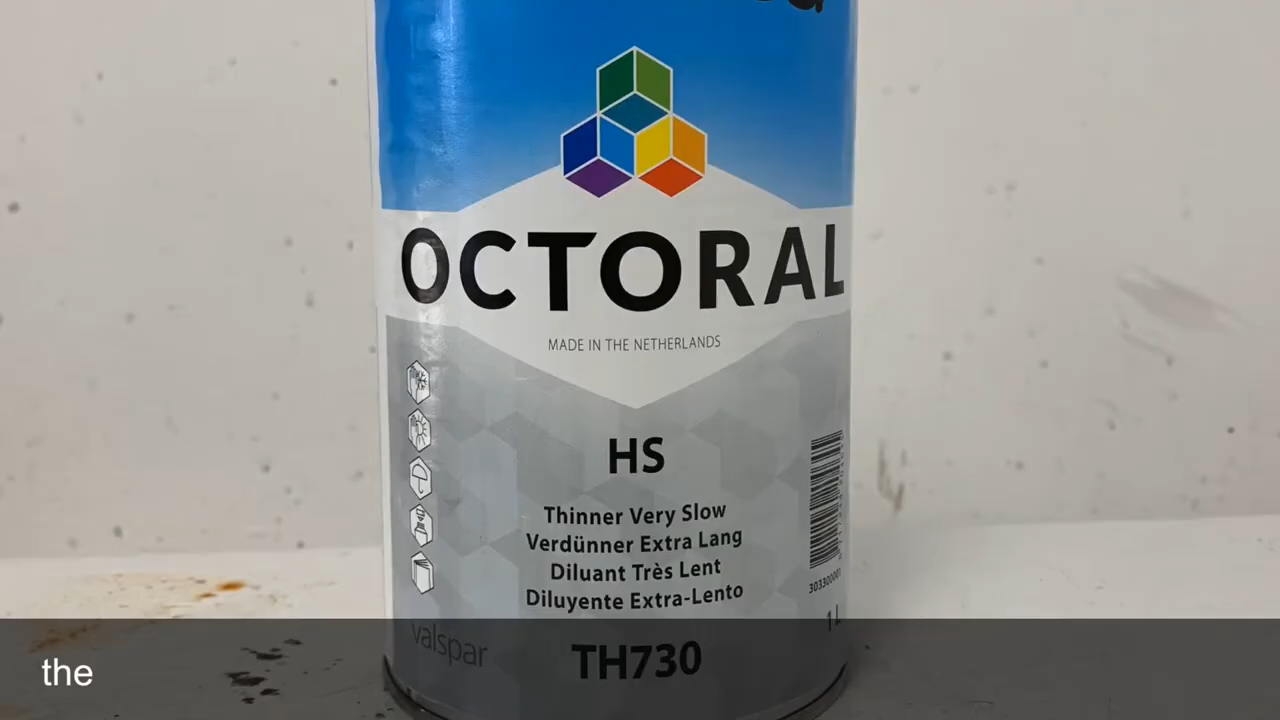 OCTORAL
MADE IN THE NETHERLANDS
HS
Thinner Very Slow
Verdünner Extra Lang
Diluant Très Lent
Diluyente Extra-Lento
303300001
1 L
valspar
TH730
the